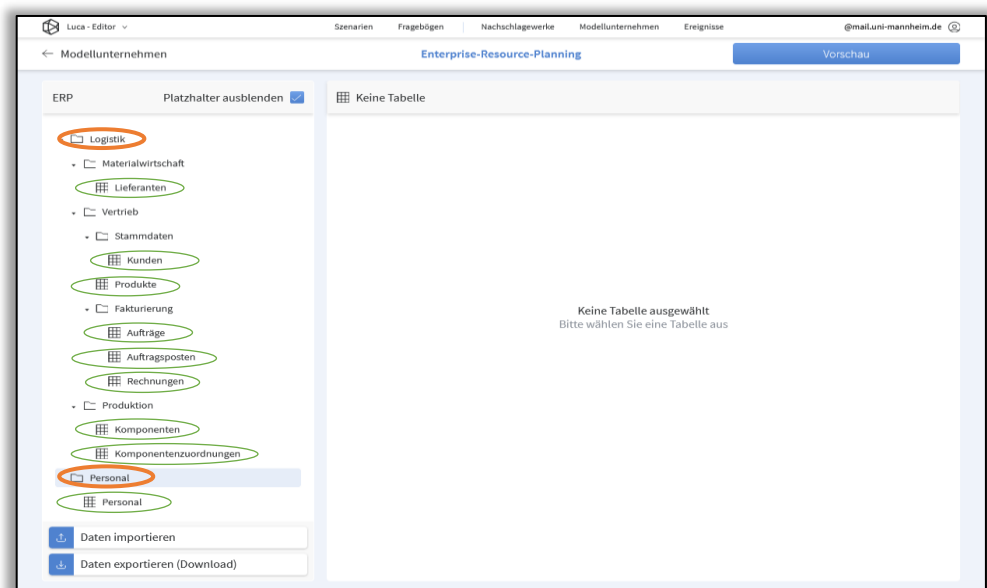 Luca - Editor Szenarien Fragebögen Nachschlagewerke Modellunternehmen Ereignisse @mail.uni-mannheim.de
← Modellunternehmen Enterprise-Resource-Planning Vorschau
ERP Platzhalter ausblenden Keine Tabelle
Logistik
Materialwirtschaft
Lieferanten
Vertrieb
Stammdaten
Kunden
Produkte
Fakturierung
Aufträge
Auftragsposten
Rechnungen
Produktion
Komponenten
Komponentenzuordnungen
Personal
Personal
Keine Tabelle ausgewählt
Bitte wählen Sie eine Tabelle aus
Daten importieren
Daten exportieren (Download)